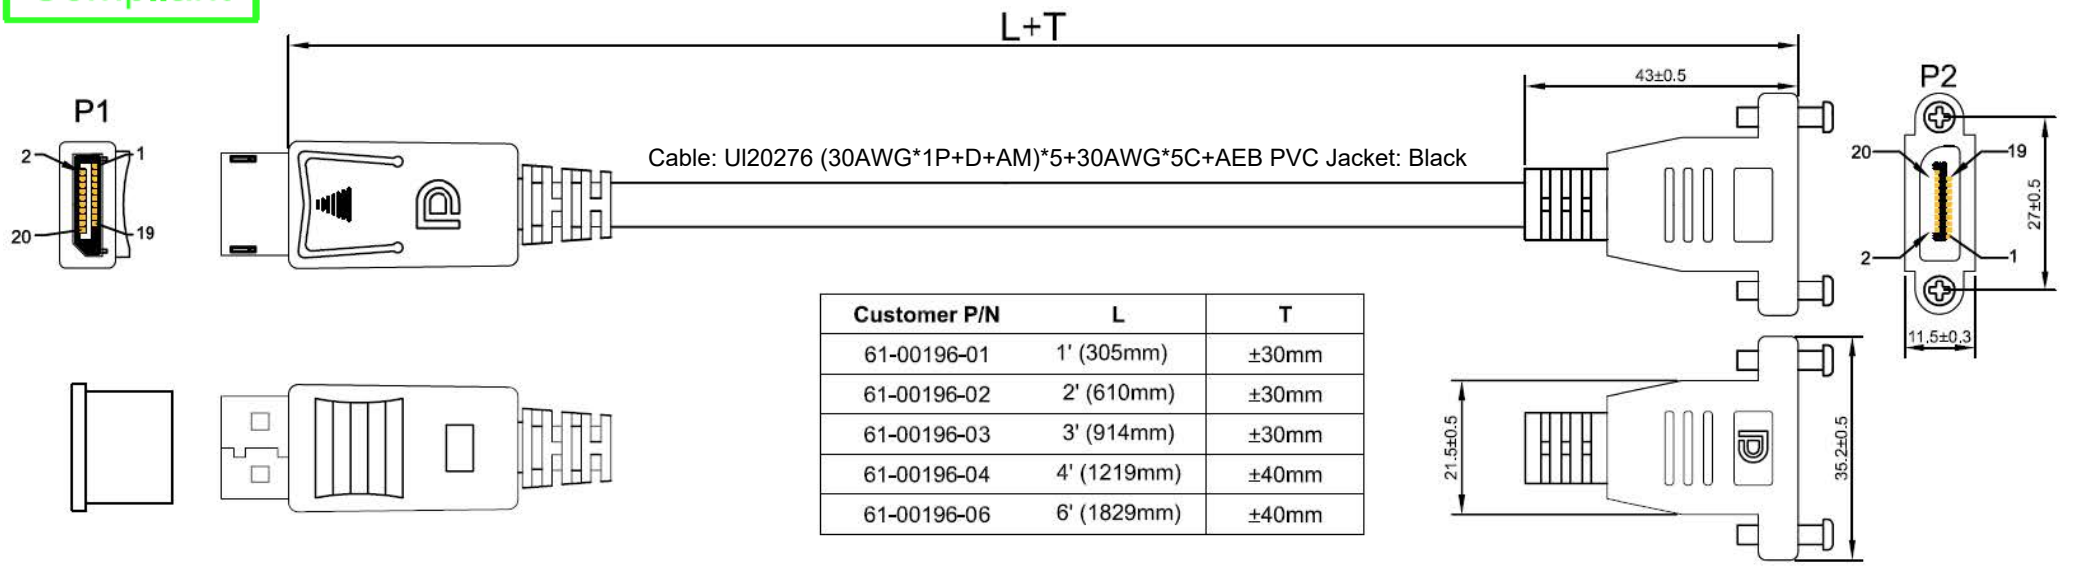 L+T
43±0.5
P1
P2
2
1
20
19
Cable: UI20276 (30AWG*1P+D+AM)*5+30AWG*5C+AEB PVC Jacket: Black
20
19
2
1
27±0.5
11.5±0.3
Customer P/N L T
61-00196-01 1' (305mm) ±30mm
61-00196-02 2' (610mm) ±30mm
61-00196-03 3' (914mm) ±30mm
61-00196-04 4' (1219mm) ±40mm
61-00196-06 6' (1829mm) ±40mm
21.5±0.5
35.2±0.5